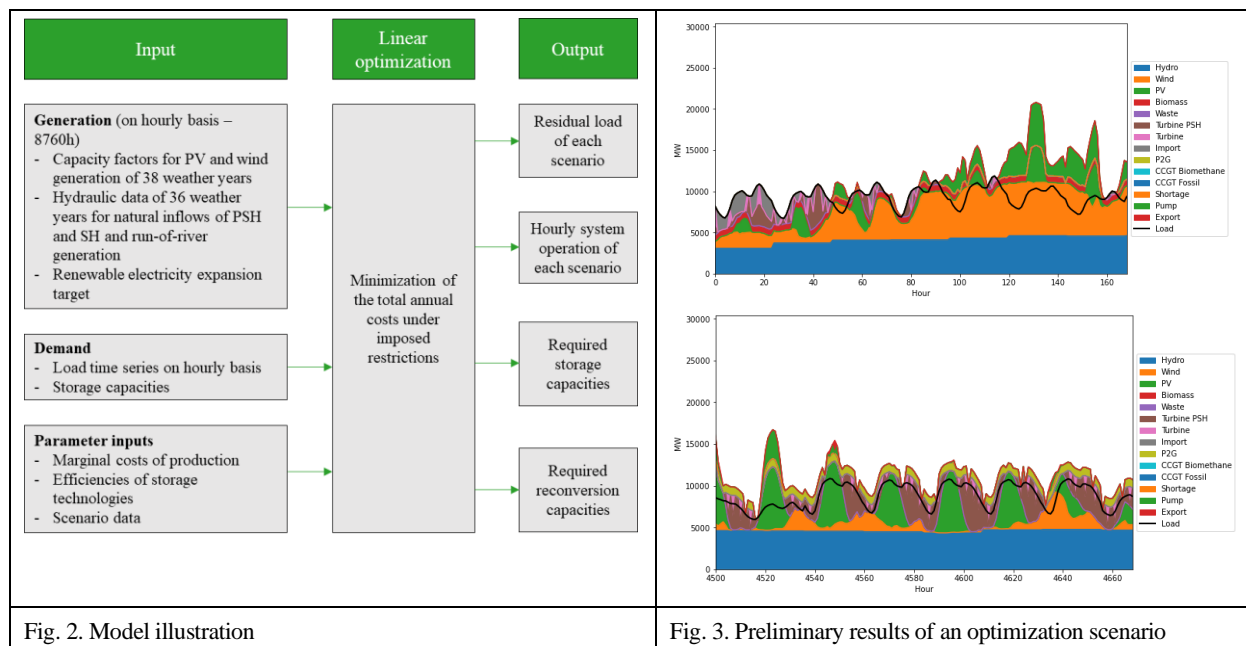 Input
Linear
optimization
Output
Generation (on hourly basis –
8760h)
- Capacity factors for PV and wind
generation of 38 weather years
- Hydraulic data of 36 weather
years for natural inflows of PSH
and SH and run-of-river
generation
- Renewable electricity expansion
target
Demand
- Load time series on hourly basis
- Storage capacities
Parameter inputs
- Marginal costs of production
- Efficiencies of storage
technologies
- Scenario data
Minimization of
the total annual
costs under
imposed
restrictions
Residual load
of each
scenario
Hourly system
operation of
each scenario
Required
storage
capacities
Required
reconversion
capacities
Fig. 2. Model illustration
30000
25000
20000
15000
10000
5000
0
MW
0 20 40 60 80 100 120 140 160
Hour
Hydro
Wind
PV
Biomass
Waste
Turbine PSH
Turbine
Import
P2G
CCGT Biomethane
CCGT Fossil
Shortage
Pump
Export
Load
30000
25000
20000
15000
10000
5000
0
MW
4500 4520 4540 4560 4580 4600 4620 4640 4660
Hour
Hydro
Wind
PV
Biomass
Waste
Turbine PSH
Turbine
Import
P2G
CCGT Biomethane
CCGT Fossil
Shortage
Pump
Export
Load
Fig. 3. Preliminary results of an optimization scenario